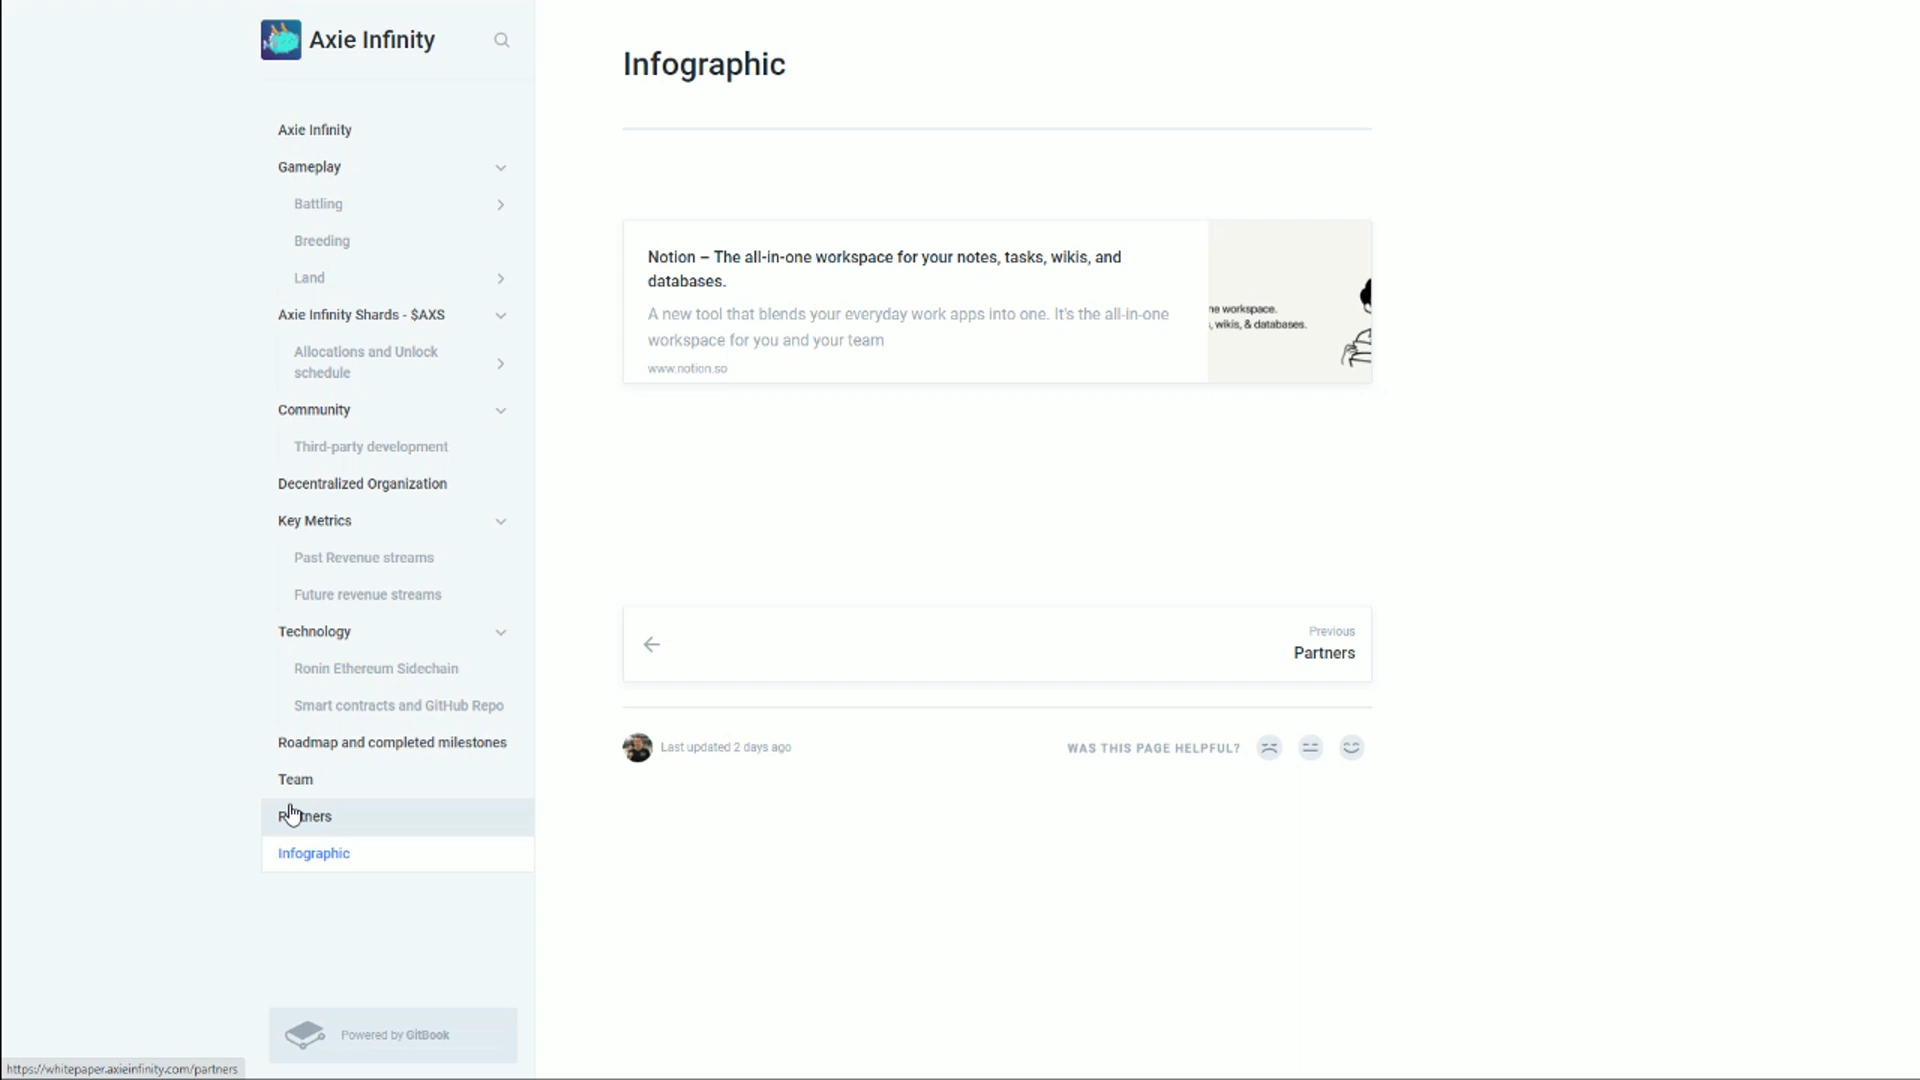 Axie Infinity
Axie Infinity
Gameplay
Battling
Breeding
Land
Axie Infinity Shards - $AXS
Allocations and Unlock
schedule
Community
Third-party development
Decentralized Organization
Key Metrics
Past Revenue streams
Future revenue streams
Technology
Ronin Ethereum Sidechain
Smart contracts and GitHub Repo
Roadmap and completed milestones
Team
Partners
Infographic
Powered by GitBook
https://whitepaper.axieinfinity.com/partners
Infographic
Notion – The all-in-one workspace for your notes, tasks, wikis, and
databases.
A new tool that blends your everyday work apps into one. It's the all-in-one
workspace for you and your team
www.notion.so
ne workspace.
, wikis, & databases.
Previous
Partners
Last updated 2 days ago
WAS THIS PAGE HELPFUL?